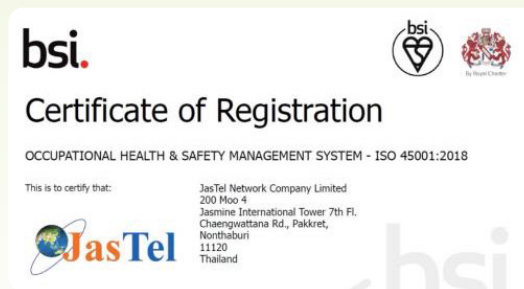 bsi.
bsi
By Royal Charter
Certificate of Registration
OCCUPATIONAL HEALTH & SAFETY MANAGEMENT SYSTEM - ISO 45001:2018
This is to certify that:
JasTel Network Company Limited
200 Moo 4
Jasmine International Tower 7th Fl.
Chaengwattana Rd., Pakkret,
Nonthaburi
11120
Thailand
JasTel
bsi